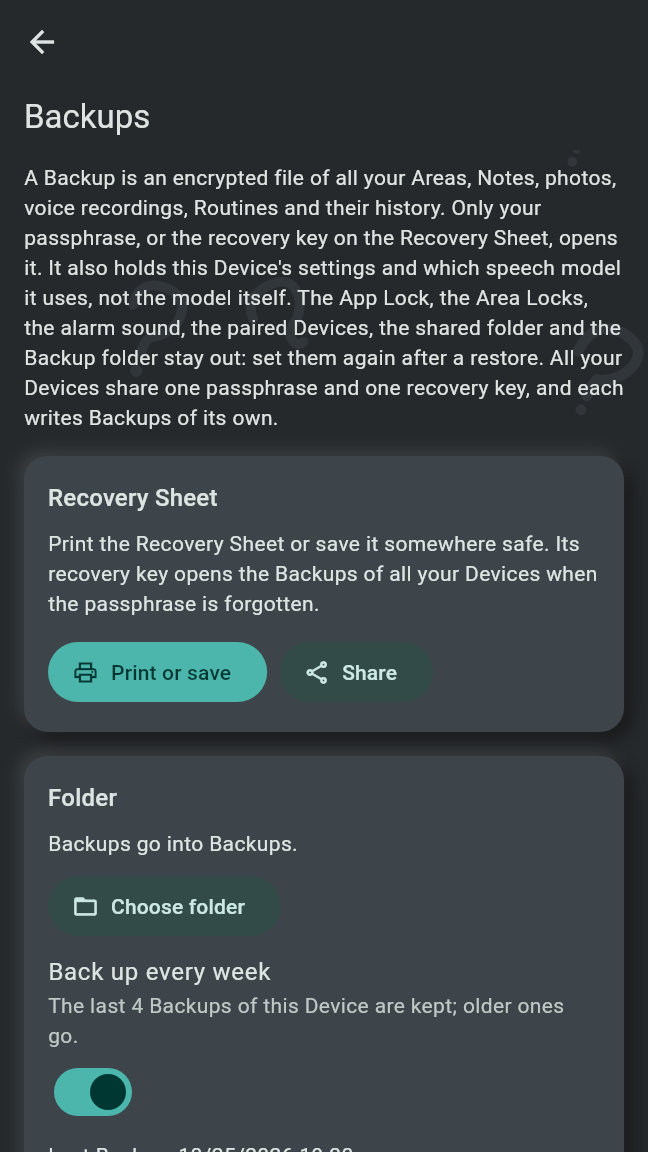 Backups
A Backup is an encrypted file of all your Areas, Notes, photos,
voice recordings, Routines and their history. Only your
passphrase, or the recovery key on the Recovery Sheet, opens
it. It also holds this Device's settings and which speech model
it uses, not the model itself. The App Lock, the Area Locks,
the alarm sound, the paired Devices, the shared folder and the
Backup folder stay out: set them again after a restore. All your
Devices share one passphrase and one recovery key, and each
writes Backups of its own.
Recovery Sheet
Print the Recovery Sheet or save it somewhere safe. Its
recovery key opens the Backups of all your Devices when
the passphrase is forgotten.
Print or save
Share
Folder
Backups go into Backups.
Choose folder
Back up every week
The last 4 Backups of this Device are kept; older ones
go.